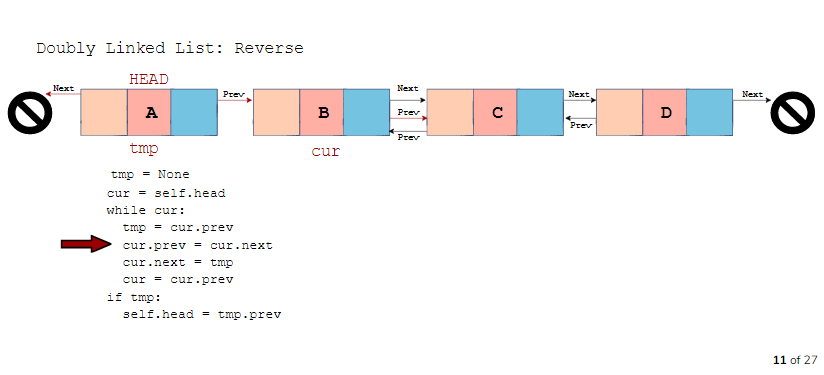 Doubly Linked List: Reverse
HEAD
Next
Prev
Next
Prev
Prev
Next
Prev
Next
A
B
C
D
tmp
cur
tmp = None
cur = self.head
while cur:
tmp = cur.prev
cur.prev = cur.next
cur.next = tmp
cur = cur.prev
if tmp:
self.head = tmp.prev
11 of 27